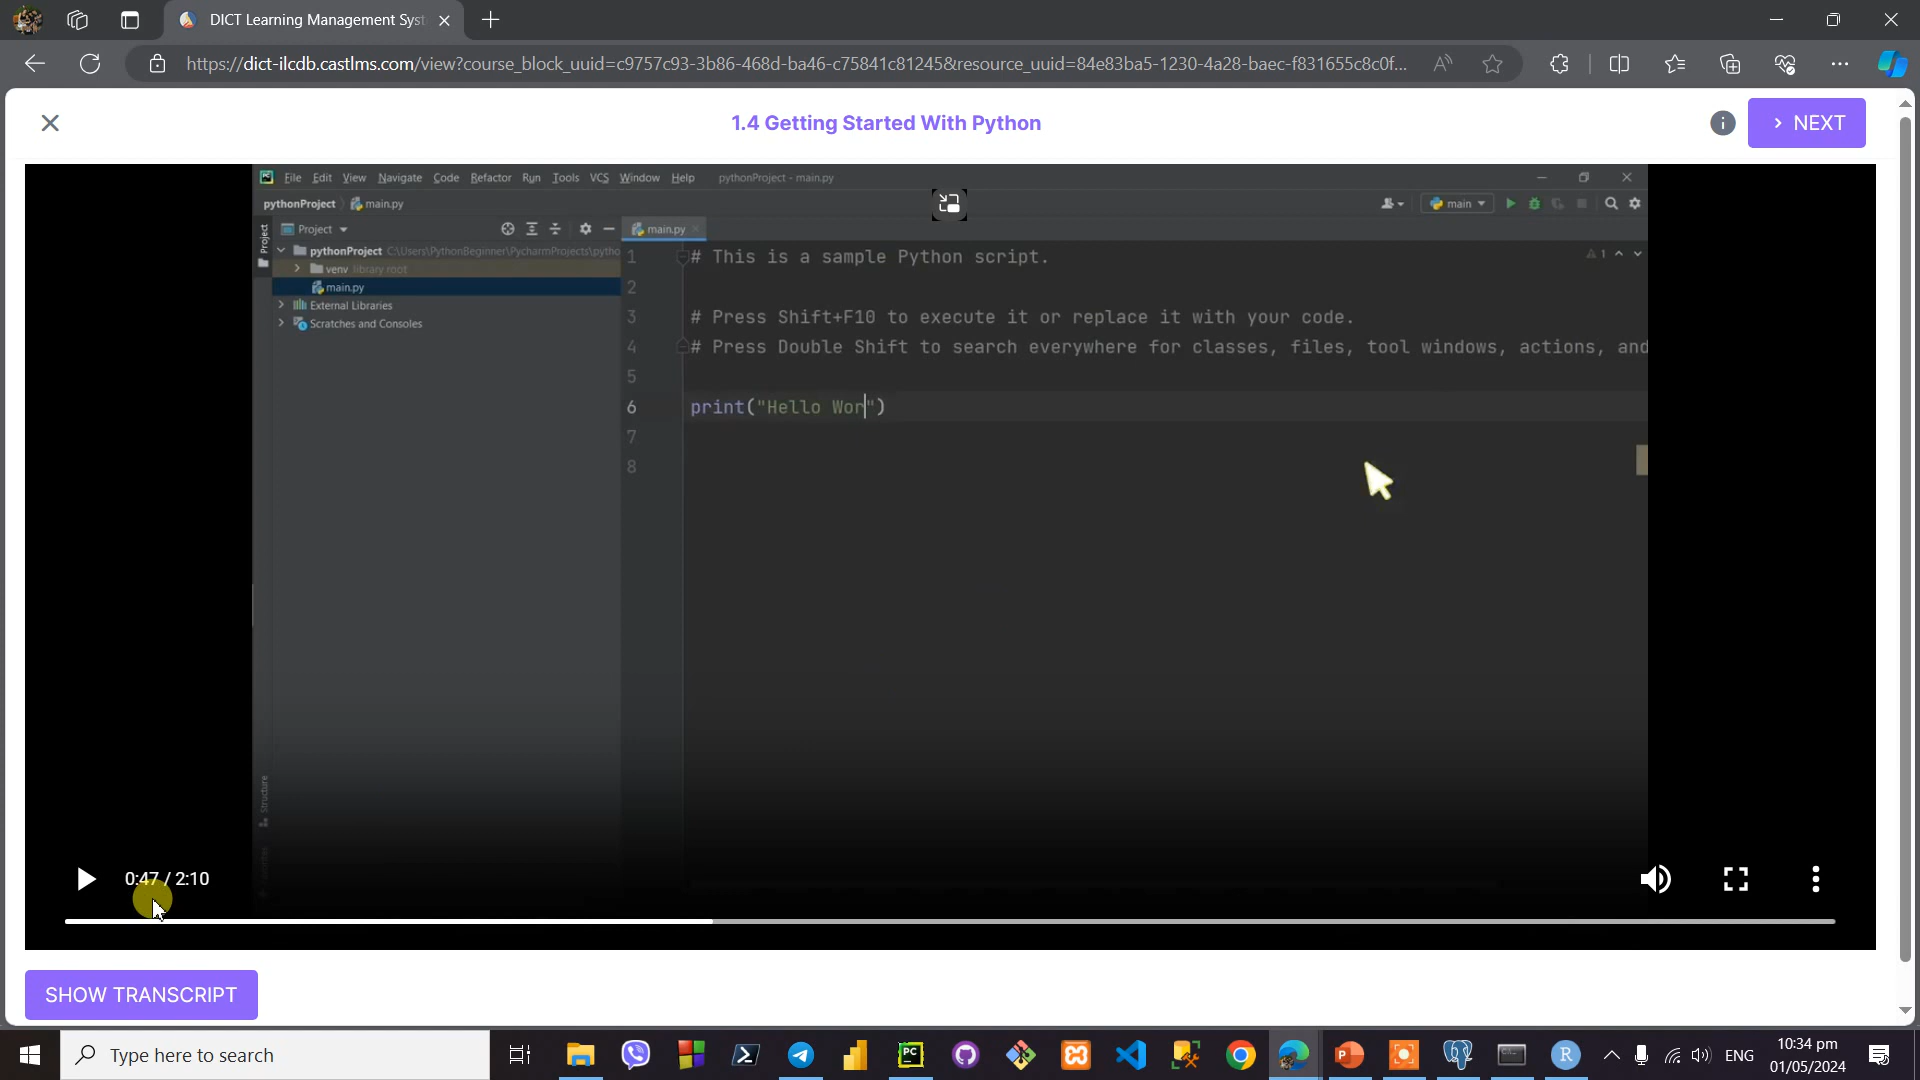 DICT Learning Management Syst
https://dict-ilcdb.castlms.com/view?course_block_uuid=c9757c93-3b86-468d-ba46-c75841c81245&resource_uuid=84e83ba5-1230-4a28-baec-f831655c8c0f...
1.4 Getting Started With Python
NEXT
File Edit View Navigate Code Refactor Run Tools VCS Window Help pythonProject - main.py
pythonProject main.py
main
Project
Project
main.py
pythonProject C:\Users\PythonBeginner\PycharmProjects\pytho
venv library root
main.py
External Libraries
Scratches and Consoles
1 # This is a sample Python script.
1
2
3 # Press Shift+F10 to execute it or replace it with your code.
4 # Press Double Shift to search everywhere for classes, files, tool windows, actions, and
5
6 print("Hello Wor")
7
8
Structure
0:47 / 2:10
SHOW TRANSCRIPT
Type here to search
PC
R
ENG
10:34 pm
01/05/2024